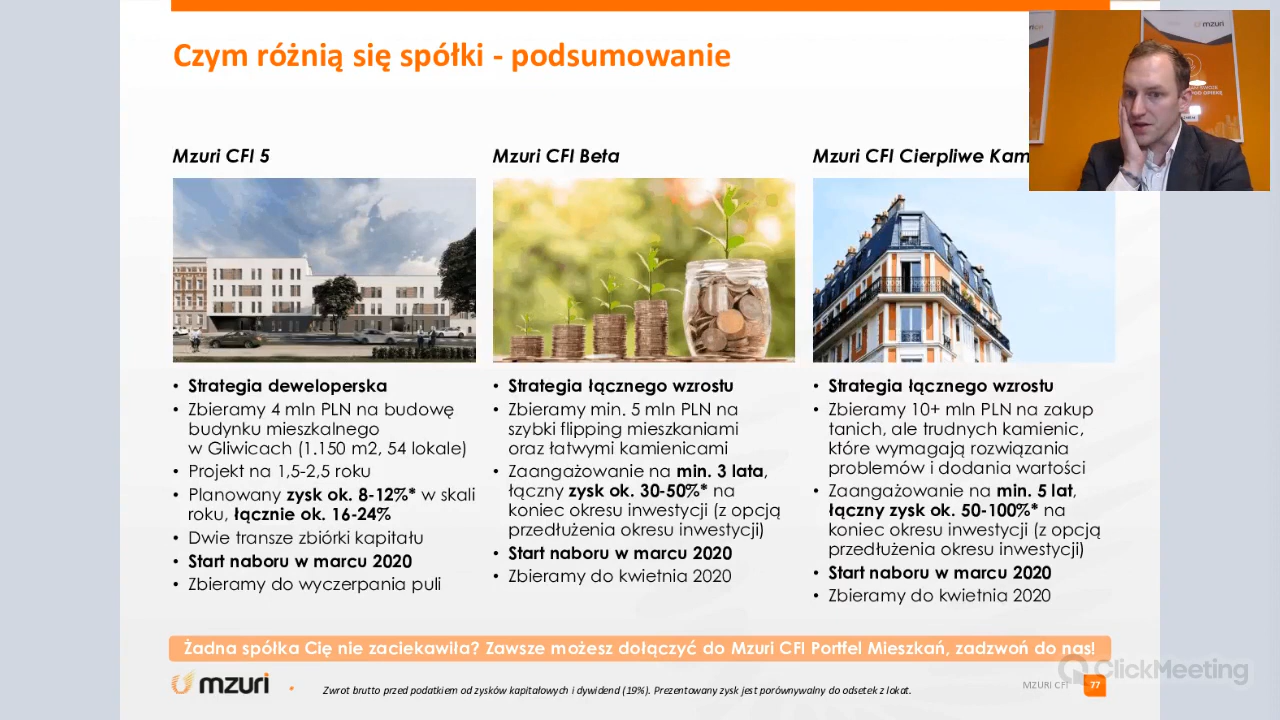 Czym różnią się spółki - podsumowanie
mzuri
Mzuri CFI 5
Mzuri CFI Beta
Mzuri CFI Cierpliwe
• Strategia deweloperska
• Zbieramy 4 mln PLN na budowę
budynku mieszkalnego
w Gliwicach (1.150 m2, 54 lokale)
• Projekt na 1,5-2,5 roku
• Planowany zysk ok. 8-12%* w skali
roku, łącznie ok. 16-24%
• Dwie transze zbiórki kapitału
• Start naboru w marcu 2020
• Zbieramy do wyczerpania puli
• Strategia łącznego wzrostu
• Zbieramy min. 5 mln PLN na
szybki flipping mieszkaniami
oraz łatwymi kamienicami
• Zaangażowanie na min. 3 lata,
łączny zysk ok. 30-50%* na
koniec okresu inwestycji (z opcją
przedłużenia okresu inwestycji)
• Start naboru w marcu 2020
• Zbieramy do kwietnia 2020
• Strategia łącznego wzrostu
• Zbieramy 10+ mln PLN na zakup
tanich, ale trudnych kamienic,
które wymagają rozwiązania
problemów i dodania wartości
• Zaangażowanie na min. 5 lat,
łączny zysk ok. 50-100%* na
koniec okresu inwestycji (z opcją
przedłużenia okresu inwestycji)
• Start naboru w marcu 2020
• Zbieramy do kwietnia 2020
Żadna spółka Cię nie zaciekawiła? Zawsze możesz dołączyć do Mzuri CFI Portfel Mieszkań, zadzwoń do nas!
mzuri
Zwrot brutto przed podatkiem od zysków kapitałowych i dywidend (19%). Prezentowany zysk jest porównywalny do odsetek z lokat.
MZURI CFI
77
ClickMeeting